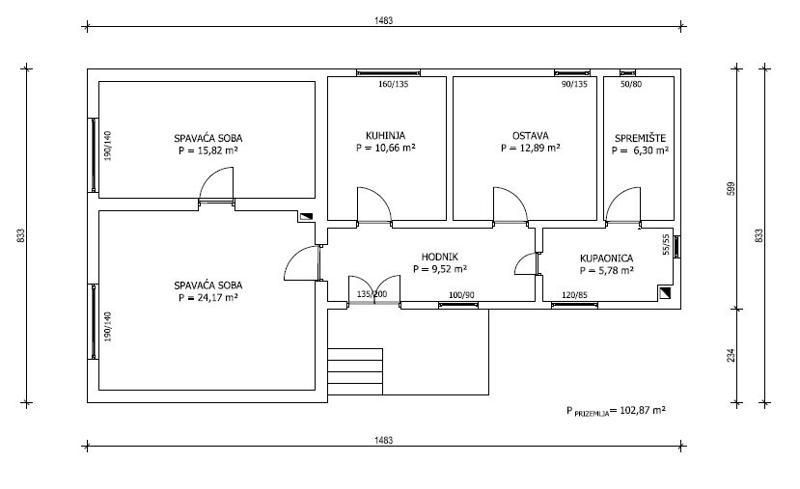 1483
160/135
90/135
50/80
SPAVAĆA SOBA
P = 15,82 m²
190/140
KUHINJA
P = 10,66 m²
OSTAVA
P = 12,89 m²
SPREMIŠTE
P = 6,30 m²
599
833
833
HODNIK
P = 9,52 m²
KUPAONICA
P = 5,78 m²
55/55
SPAVAĆA SOBA
P = 24,17 m²
190/140
135/200
100/90
120/85
234
P PRIZEMLJA = 102,87 m²
1483